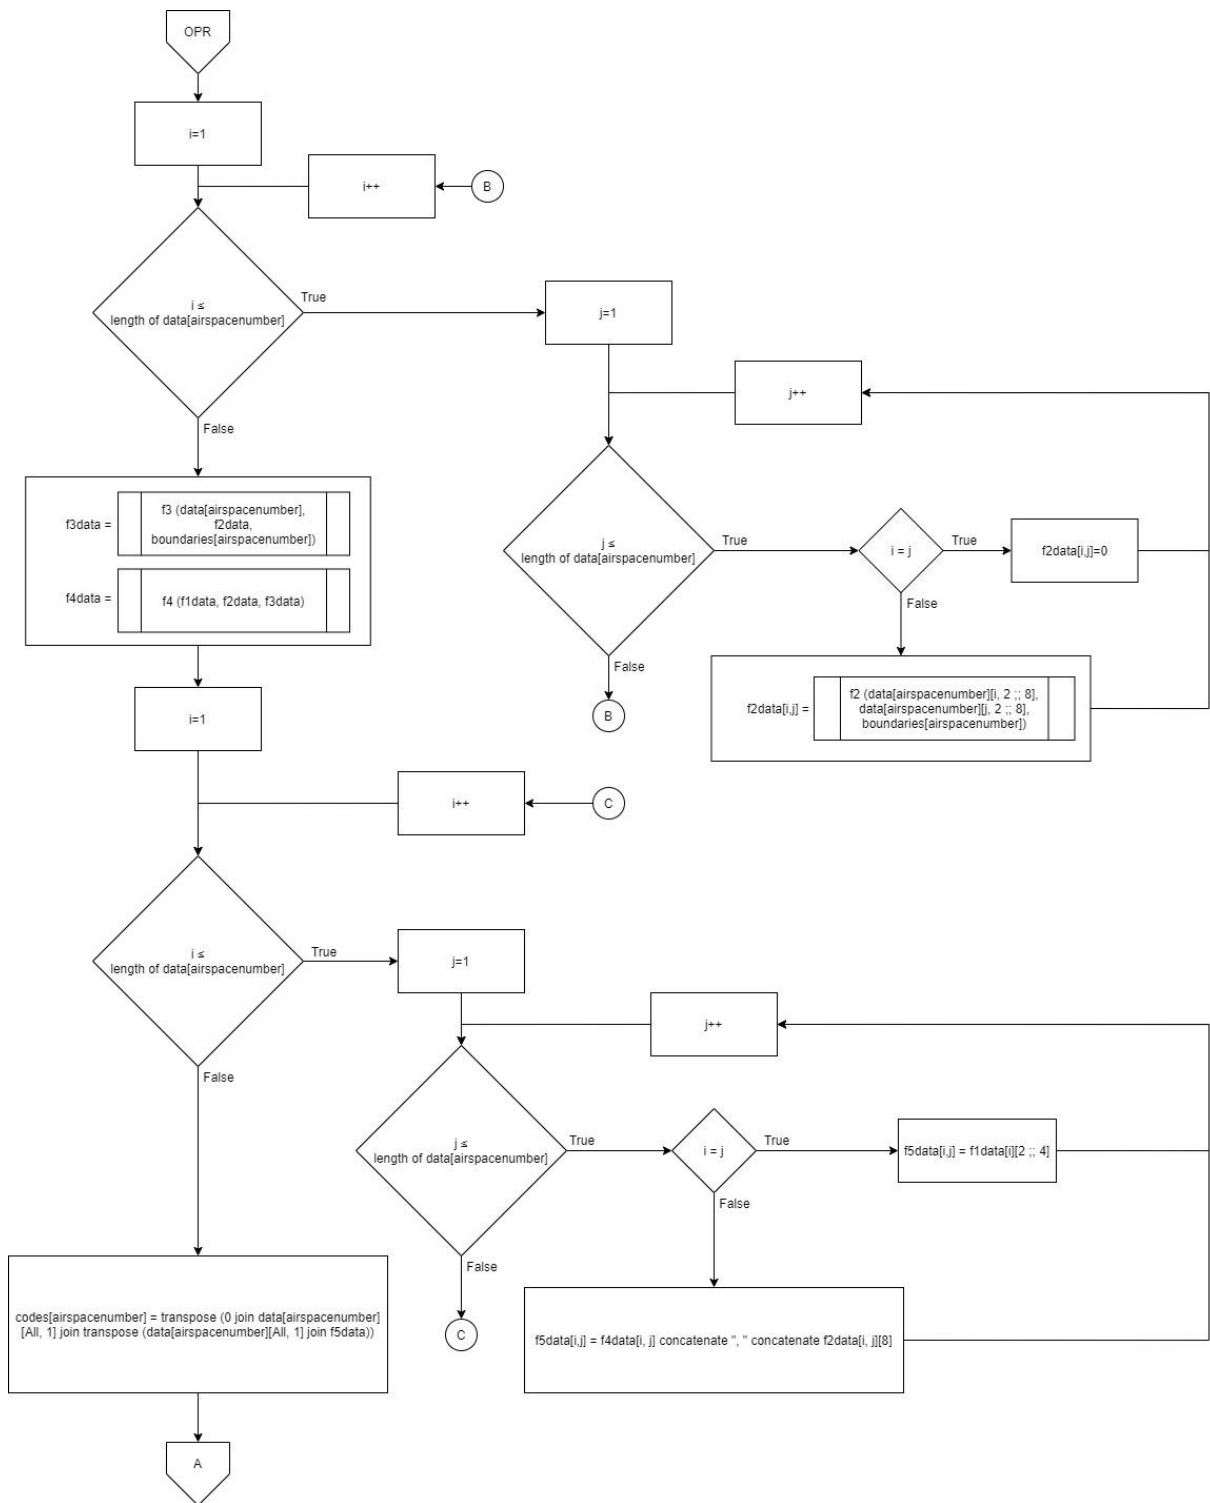 OPR
i=1
i++
B
i ≤
length of data[airspacenumber]
True
j=1
False
j++
f3data =
f3 (data[airspacenumber],
f2data,
boundaries[airspacenumber])
f4data =
f4 (f1data, f2data, f3data)
j ≤
length of data[airspacenumber]
True
i = j
True
f2data[i,j]=0
False
False
B
f2data[i,j] =
f2 (data[airspacenumber][i, 2 ;; 8],
data[airspacenumber][j, 2 ;; 8],
boundaries[airspacenumber])
i=1
i++
C
i ≤
length of data[airspacenumber]
True
j=1
j++
False
j ≤
length of data[airspacenumber]
True
i = j
True
f5data[i,j] = f1data[i][2 ;; 4]
False
False
C
codes[airspacenumber] = transpose (0 join data[airspacenumber]
[All, 1] join transpose (data[airspacenumber][All, 1] join f5data))
f5data[i,j] = f4data[i, j] concatenate ", " concatenate f2data[i, j][8]
A